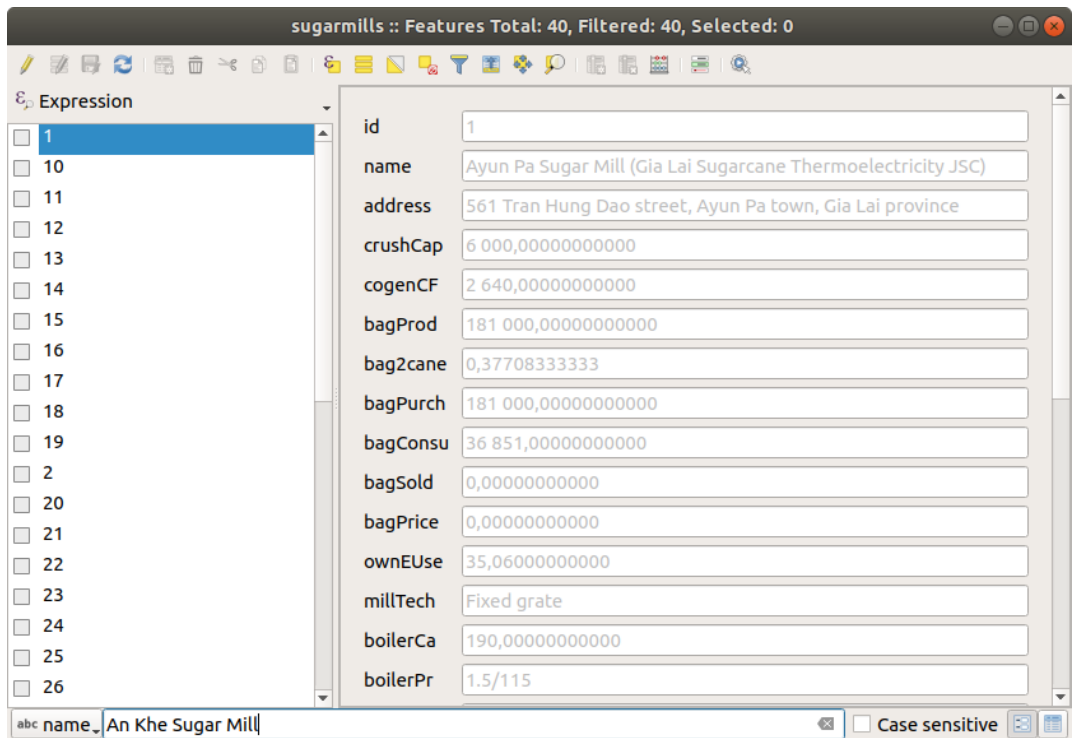 sugarmills :: Features Total: 40, Filtered: 40, Selected: 0
Expression
1
10
11
12
13
14
15
16
17
18
19
2
20
21
22
23
24
25
26
id 1
name Ayun Pa Sugar Mill (Gia Lai Sugarcane Thermoelectricity JSC)
address 561 Tran Hung Dao street, Ayun Pa town, Gia Lai province
crushCap 6 000,00000000000
cogenCF 2 640,00000000000
bagProd 181 000,00000000000
bag2cane 0,37708333333
bagPurch 181 000,00000000000
bagConsu 36 851,00000000000
bagSold 0,00000000000
bagPrice 0,00000000000
ownEUse 35,06000000000
millTech Fixed grate
boilerCa 190,00000000000
boilerPr 1.5/115
abc name An Khe Sugar Mill Case sensitive